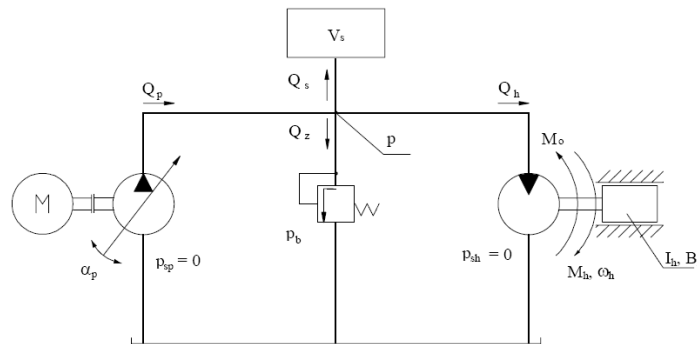 Vs
Qs
Qp
Qh
Qz
p
Mo
M
pb
αp
psp = 0
psh = 0
Mh, ωh
Ih, B